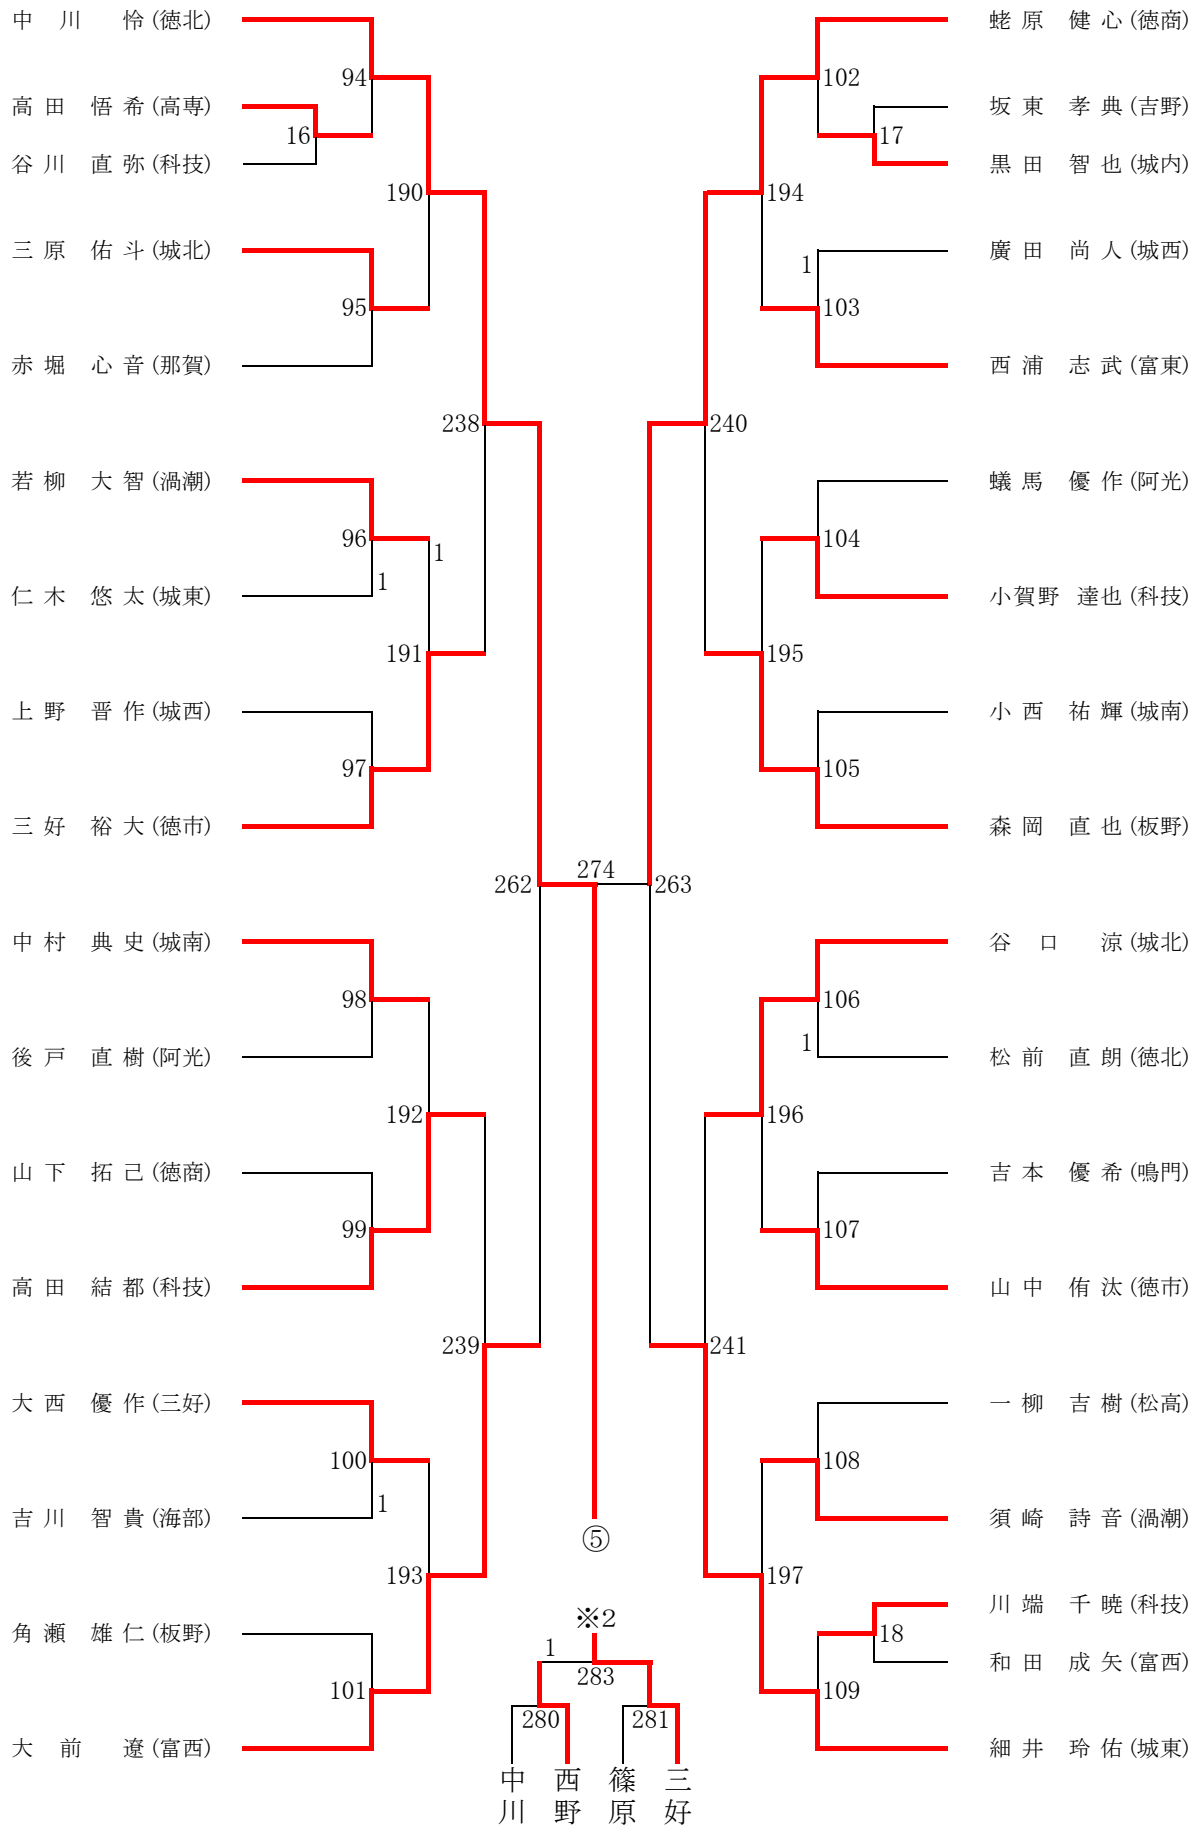 中川 怜(徳北)
94
高田 悟希(高専)
16
谷川 直弥(科技)
190
三原 佑斗(城北)
95
赤堀 心音(那賀)
238
若柳 大智(渦潮)
96
1
1
仁木 悠太(城東)
191
上野 晋作(城西)
97
三好 裕大(徳市)
262
中村 典史(城南)
98
後戸 直樹(阿光)
192
山下 拓己(徳商)
99
高田 結都(科技)
239
大西 優作(三好)
100
1
吉川 智貴(海部)
193
角瀬 雄仁(板野)
101
大前 遼(富西)
274
⑤
※2
1
283
280
281
中川
西野
篠原
三好
蛯原 健心(徳商)
102
坂東 孝典(吉野)
17
黒田 智也(城内)
194
廣田 尚人(城西)
1
103
西浦 志武(富東)
240
蟻馬 優作(阿光)
104
小賀野 達也(科技)
195
小西 祐輝(城南)
105
森岡 直也(板野)
263
谷口 涼(城北)
106
1
松前 直朗(徳北)
196
吉本 優希(鳴門)
107
山中 侑汰(徳市)
241
一柳 吉樹(松高)
108
須崎 詩音(渦潮)
197
川端 千暁(科技)
18
和田 成矢(富西)
109
細井 玲佑(城東)